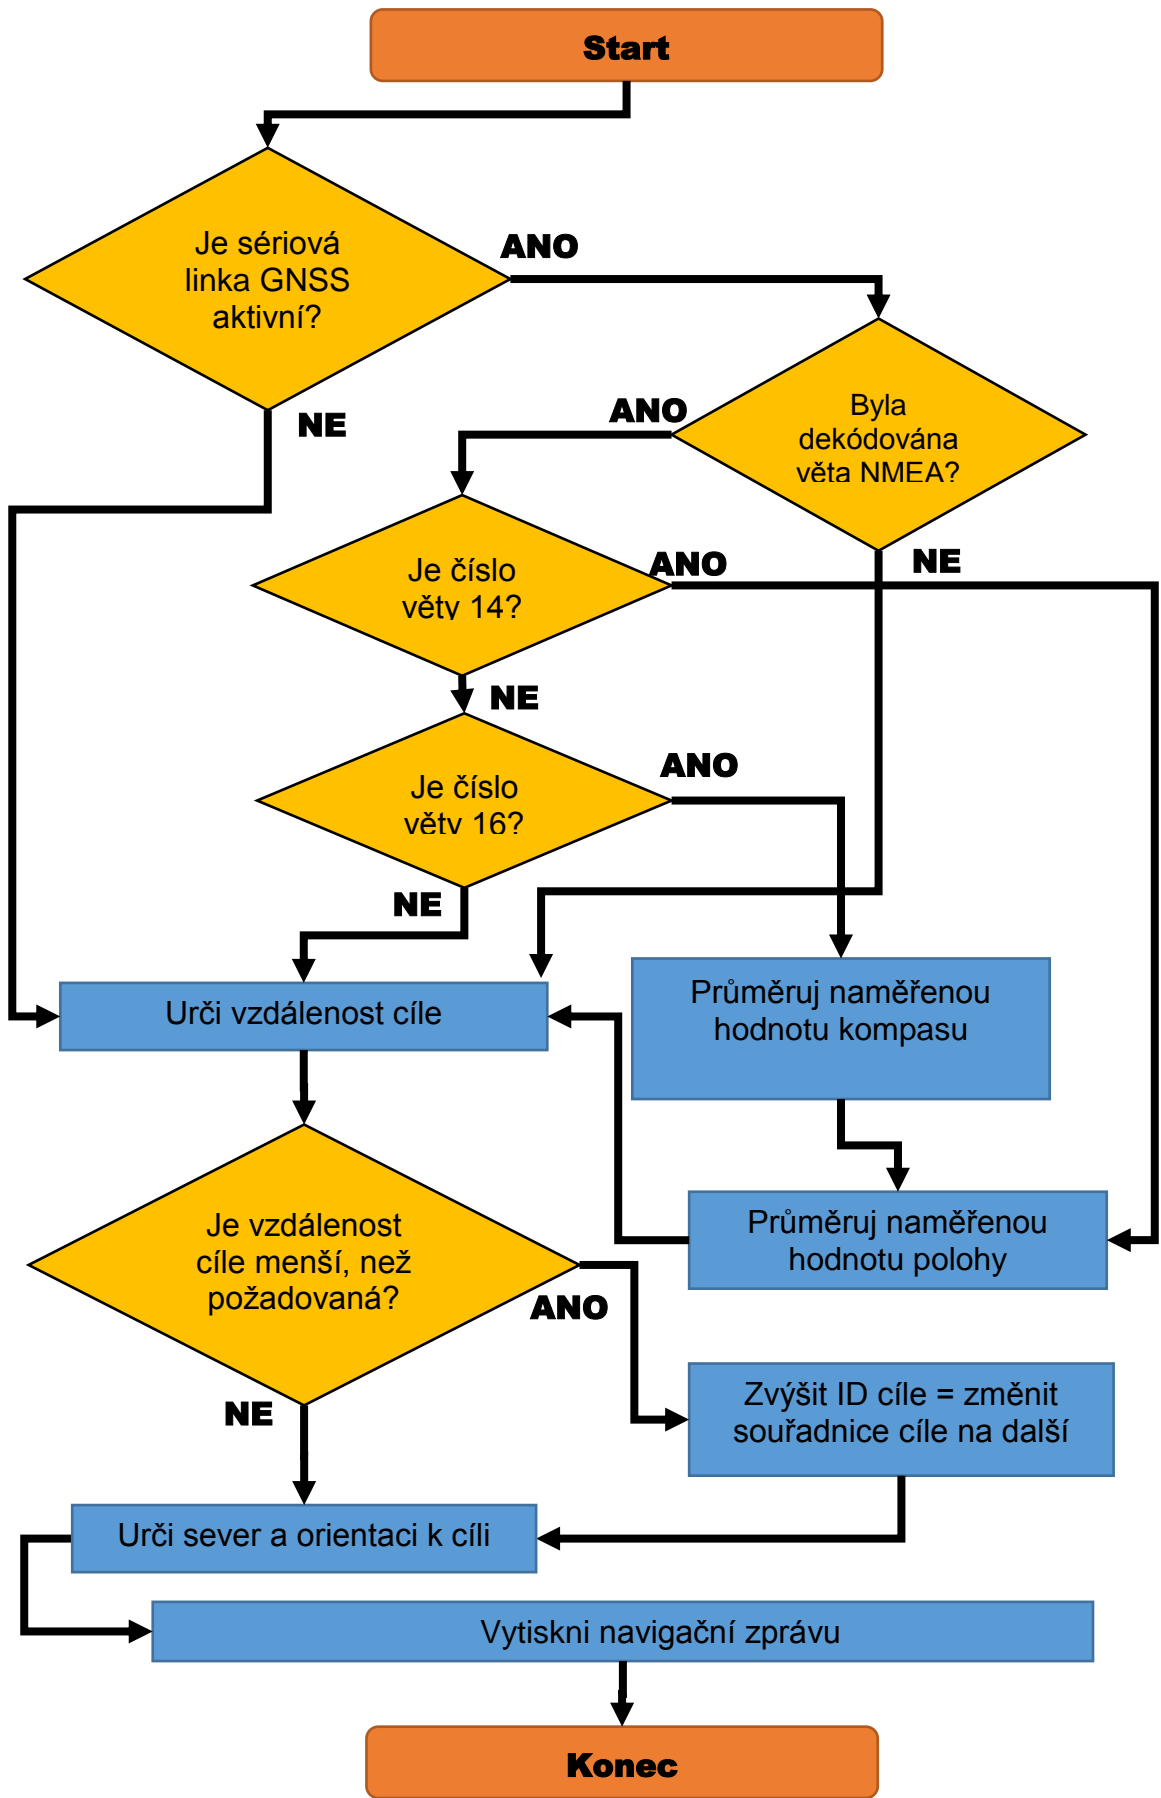 Start
Je sériová
linka GNSS
aktivní?
ANO
NE
Byla
dekódována
věta NMEA?
ANO
NE
Je číslo
věty 14?
ANO
NE
Je číslo
věty 16?
ANO
NE
Urči vzdálenost cíle
Průměruj naměřenou
hodnotu kompasu
Průměruj naměřenou
hodnotu polohy
Je vzdálenost
cíle menší, než
požadovaná?
ANO
NE
Zvýšit ID cíle = změnit
souřadnice cíle na další
Urči sever a orientaci k cíli
Vytiskni navigační zprávu
Konec